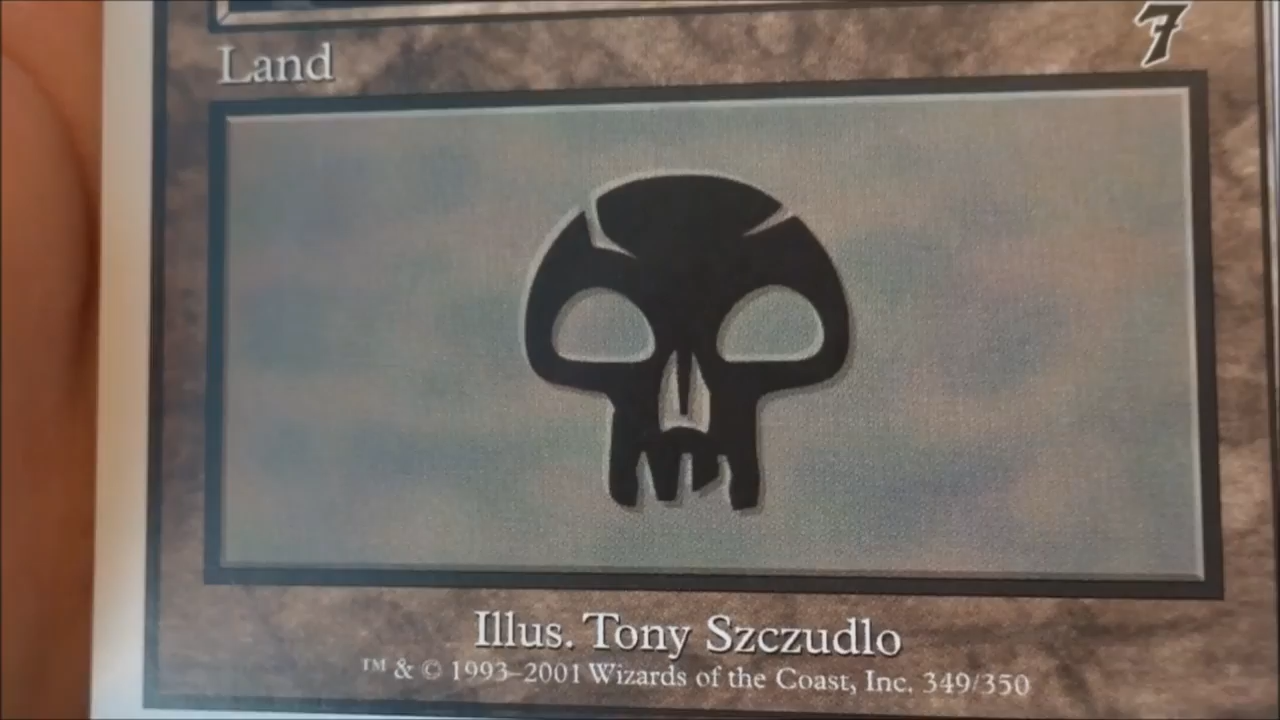 Land
7
Illus. Tony Szczudlo
™ & © 1993–2001 Wizards of the Coast, Inc. 349/350